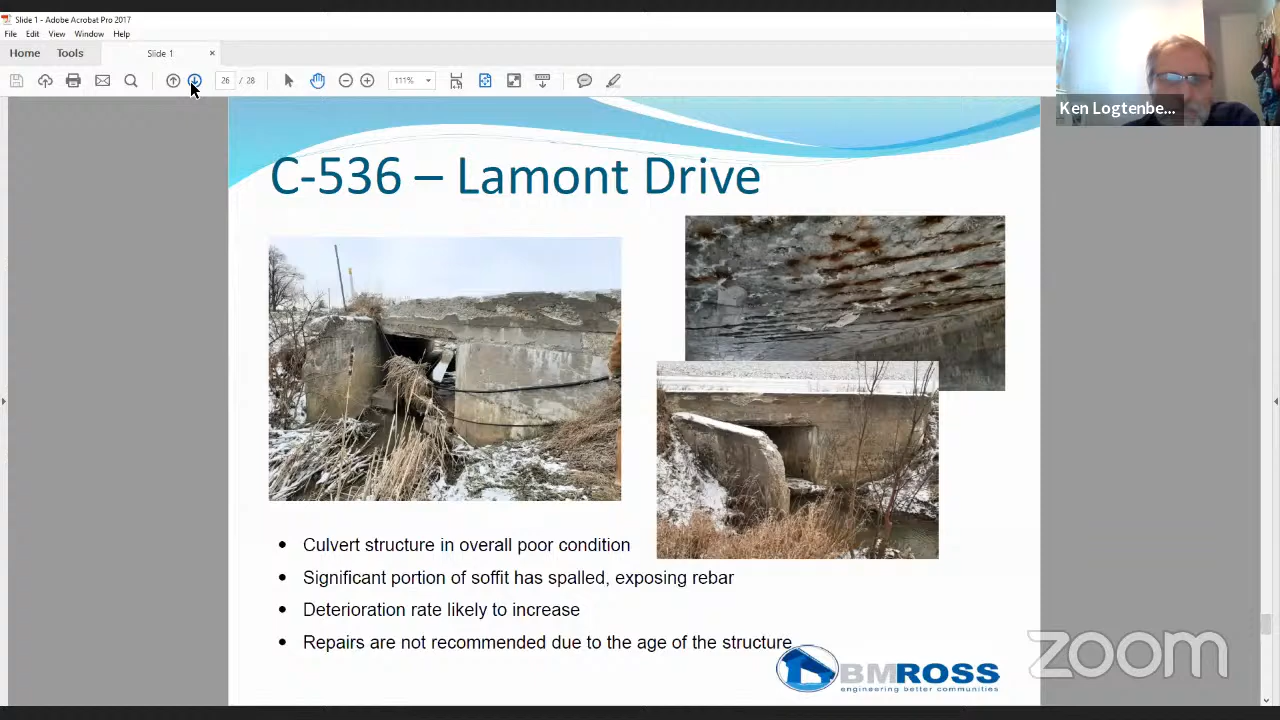 Slide 1 - Adobe Acrobat Pro 2017
File Edit View Window Help
Home Tools Slide 1 ×
26 / 28 111%
Ken Logtenbe...
C-536 – Lamont Drive
• Culvert structure in overall poor condition
• Significant portion of soffit has spalled, exposing rebar
• Deterioration rate likely to increase
• Repairs are not recommended due to the age of the structure
BMROSS
engineering better communities
zoom